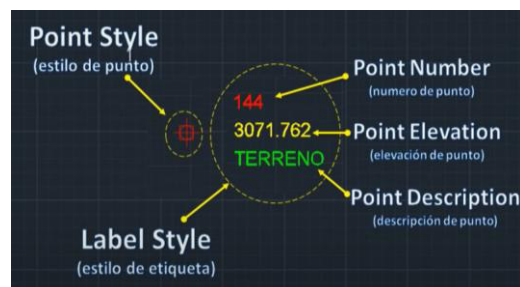 Point Style
(estilo de punto)
144
3071.762
TERRENO
Point Number
(numero de punto)
Point Elevation
(elevación de punto)
Point Description
(descripción de punto)
Label Style
(estilo de etiqueta)